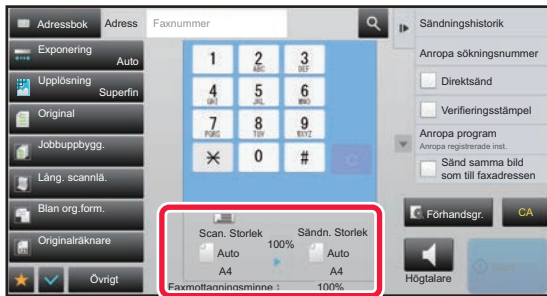 Adressbok
Adress
Faxnummer
Sändningshistorik
Exponering
Auto
Anropa sökningsnummer
Upplösning
Superfin
Direktsänd
Original
Verifieringsstämpel
Jobbuppbygg.
Anropa program
Anropa registrerade inst.
Lång. scannlä.
Sänd samma bild
som till faxadressen
Blan org.form.
Originalräknare
Övrigt
1 2 3
ABC DEF
4 5 6
GHI JKL MNO
7 8 9
PQRS TUV WXYZ
0 #
C
Scan. Storlek
100%
Sändn. Storlek
Auto
Auto
A4
A4
Faxmottagningsminne :
100%
Förhandsgr.
CA
Högtalare
Start